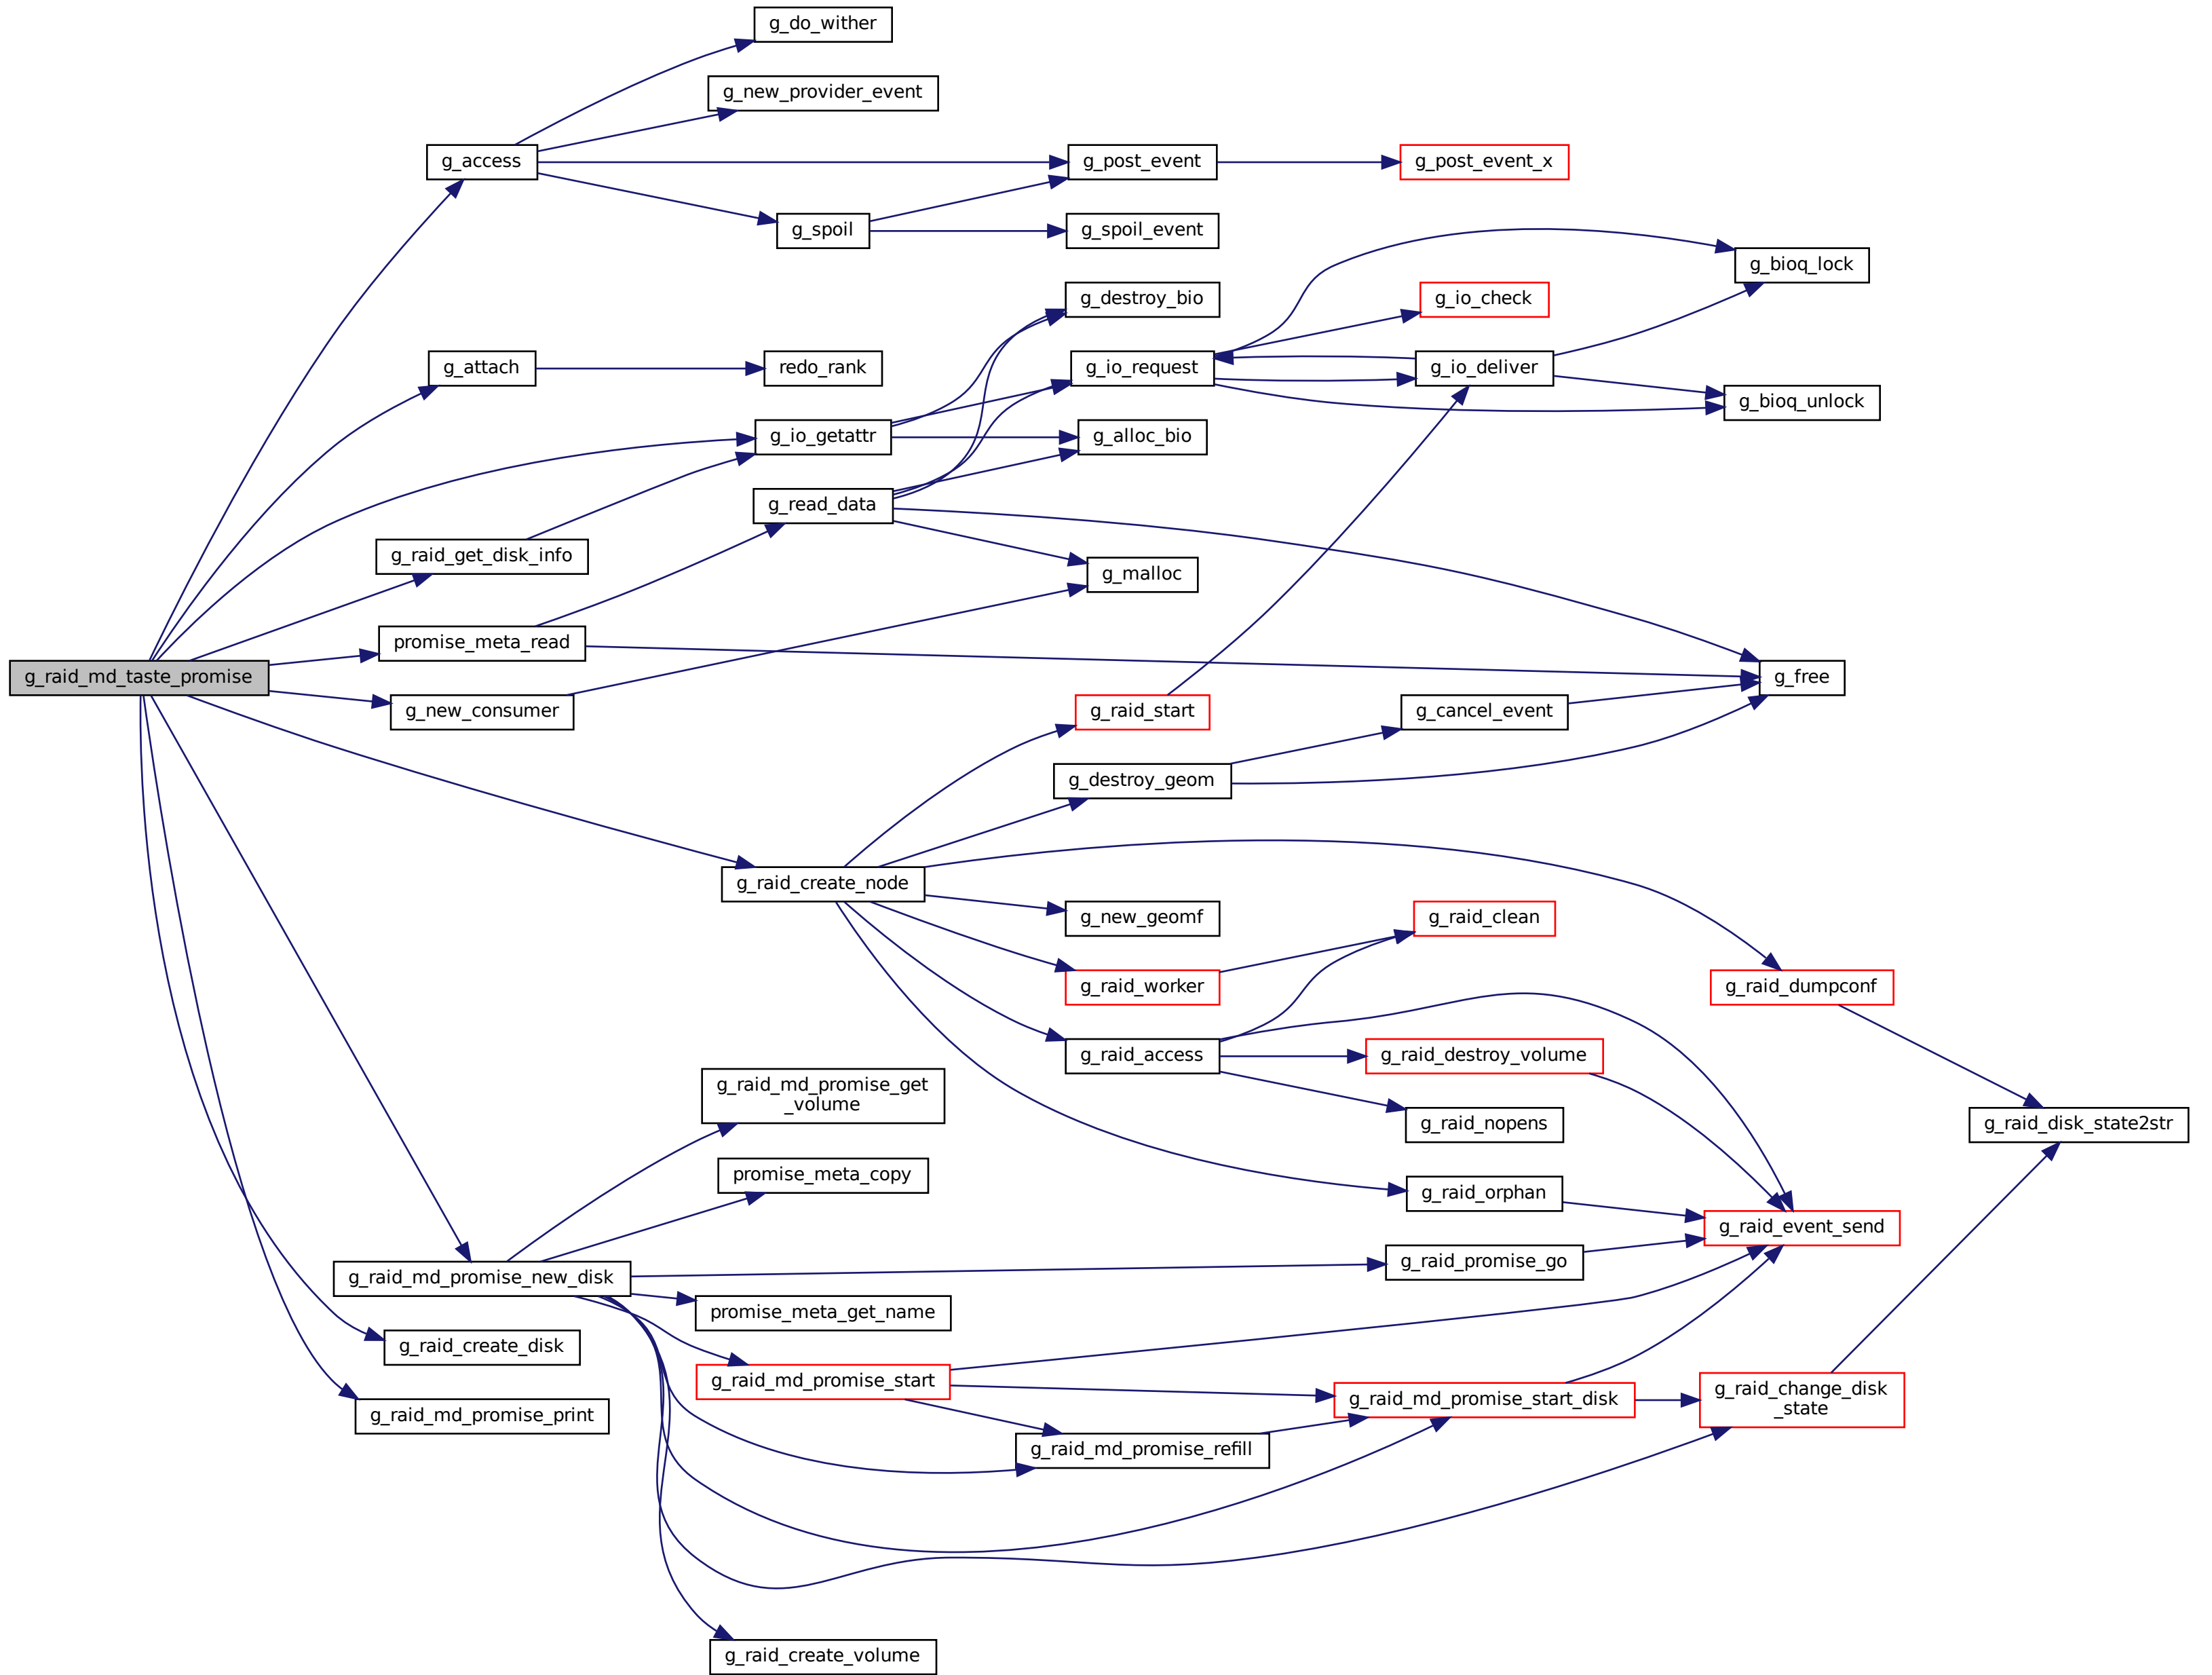 g_do_wither
g_new_provider_event
g_access
g_post_event
g_post_event_x
g_spoil
g_spoil_event
g_bioq_lock
g_destroy_bio
g_io_check
g_attach
redo_rank
g_io_request
g_io_deliver
g_bioq_unlock
g_io_getattr
g_alloc_bio
g_read_data
g_raid_get_disk_info
g_malloc
promise_meta_read
g_raid_md_taste_promise
g_free
g_new_consumer
g_raid_start
g_cancel_event
g_destroy_geom
g_raid_create_node
g_new_geomf
g_raid_clean
g_raid_worker
g_raid_dumpconf
g_raid_access
g_raid_destroy_volume
g_raid_md_promise_get
_volume
g_raid_nopens
g_raid_disk_state2str
promise_meta_copy
g_raid_orphan
g_raid_event_send
g_raid_promise_go
g_raid_md_promise_new_disk
promise_meta_get_name
g_raid_create_disk
g_raid_md_promise_start
g_raid_md_promise_start_disk
g_raid_change_disk
_state
g_raid_md_promise_print
g_raid_md_promise_refill
g_raid_create_volume